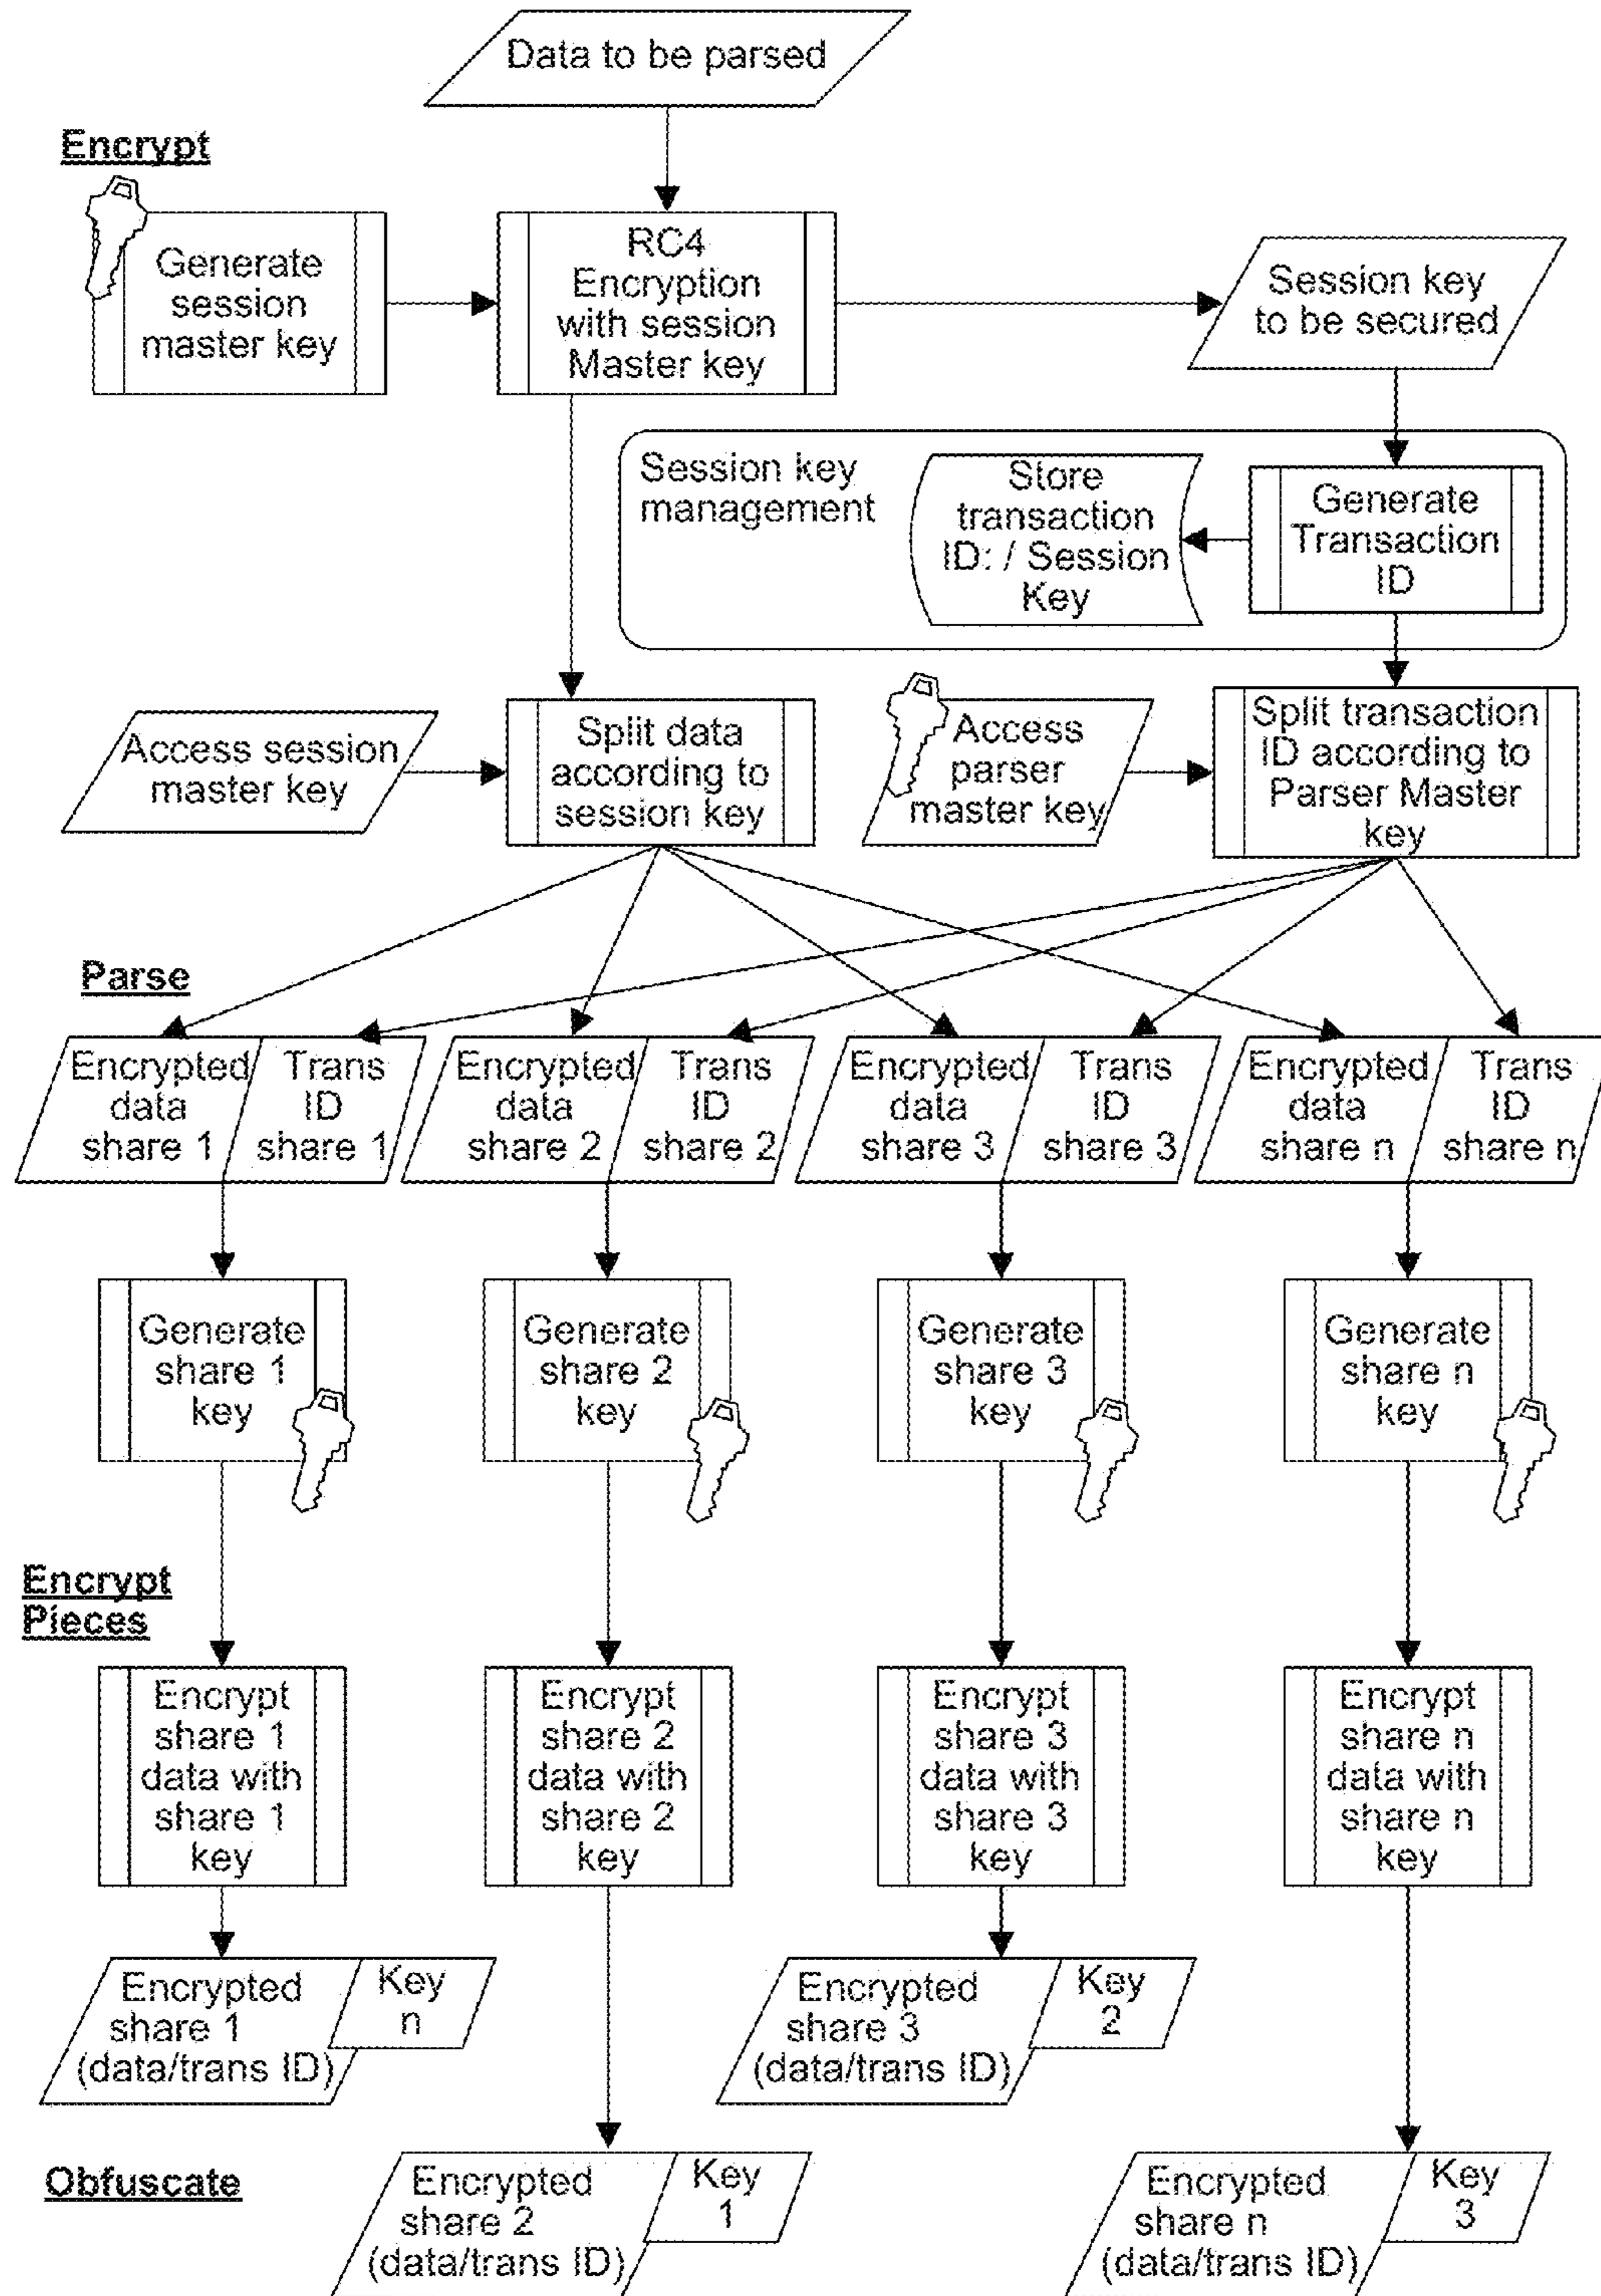 Data to be parsed
Encrypt
Generate
session
master key
RC4
Encryption
with session
Master key
Session key
to be secured
Session key
management
Store
transaction
ID: / Session
Key
Generate
Transaction
ID
Access session
master key
Split data
according to
session key
Access
parser
master key
Split transaction
ID according to
Parser Master
key
Parse
Encrypted
data
share 1
Trans
ID
share 1
Encrypted
data
share 2
Trans
ID
share 2
Encrypted
data
share 3
Trans
ID
share 3
Encrypted
data
share n
Trans
ID
share n
Generate
share 1
key
Generate
share 2
key
Generate
share 3
key
Generate
share n
key
Encrypt
Pieces
Encrypt
share 1
data with
share 1
key
Encrypt
share 2
data with
share 2
key
Encrypt
share 3
data with
share 3
key
Encrypt
share n
data with
share n
key
Encrypted
share 1
(data/trans ID)
Key
n
Encrypted
share 3
(data/trans ID)
Key
2
Obfuscate
Encrypted
share 2
(data/trans ID)
Key
1
Encrypted
share n
(data/trans ID)
Key
3